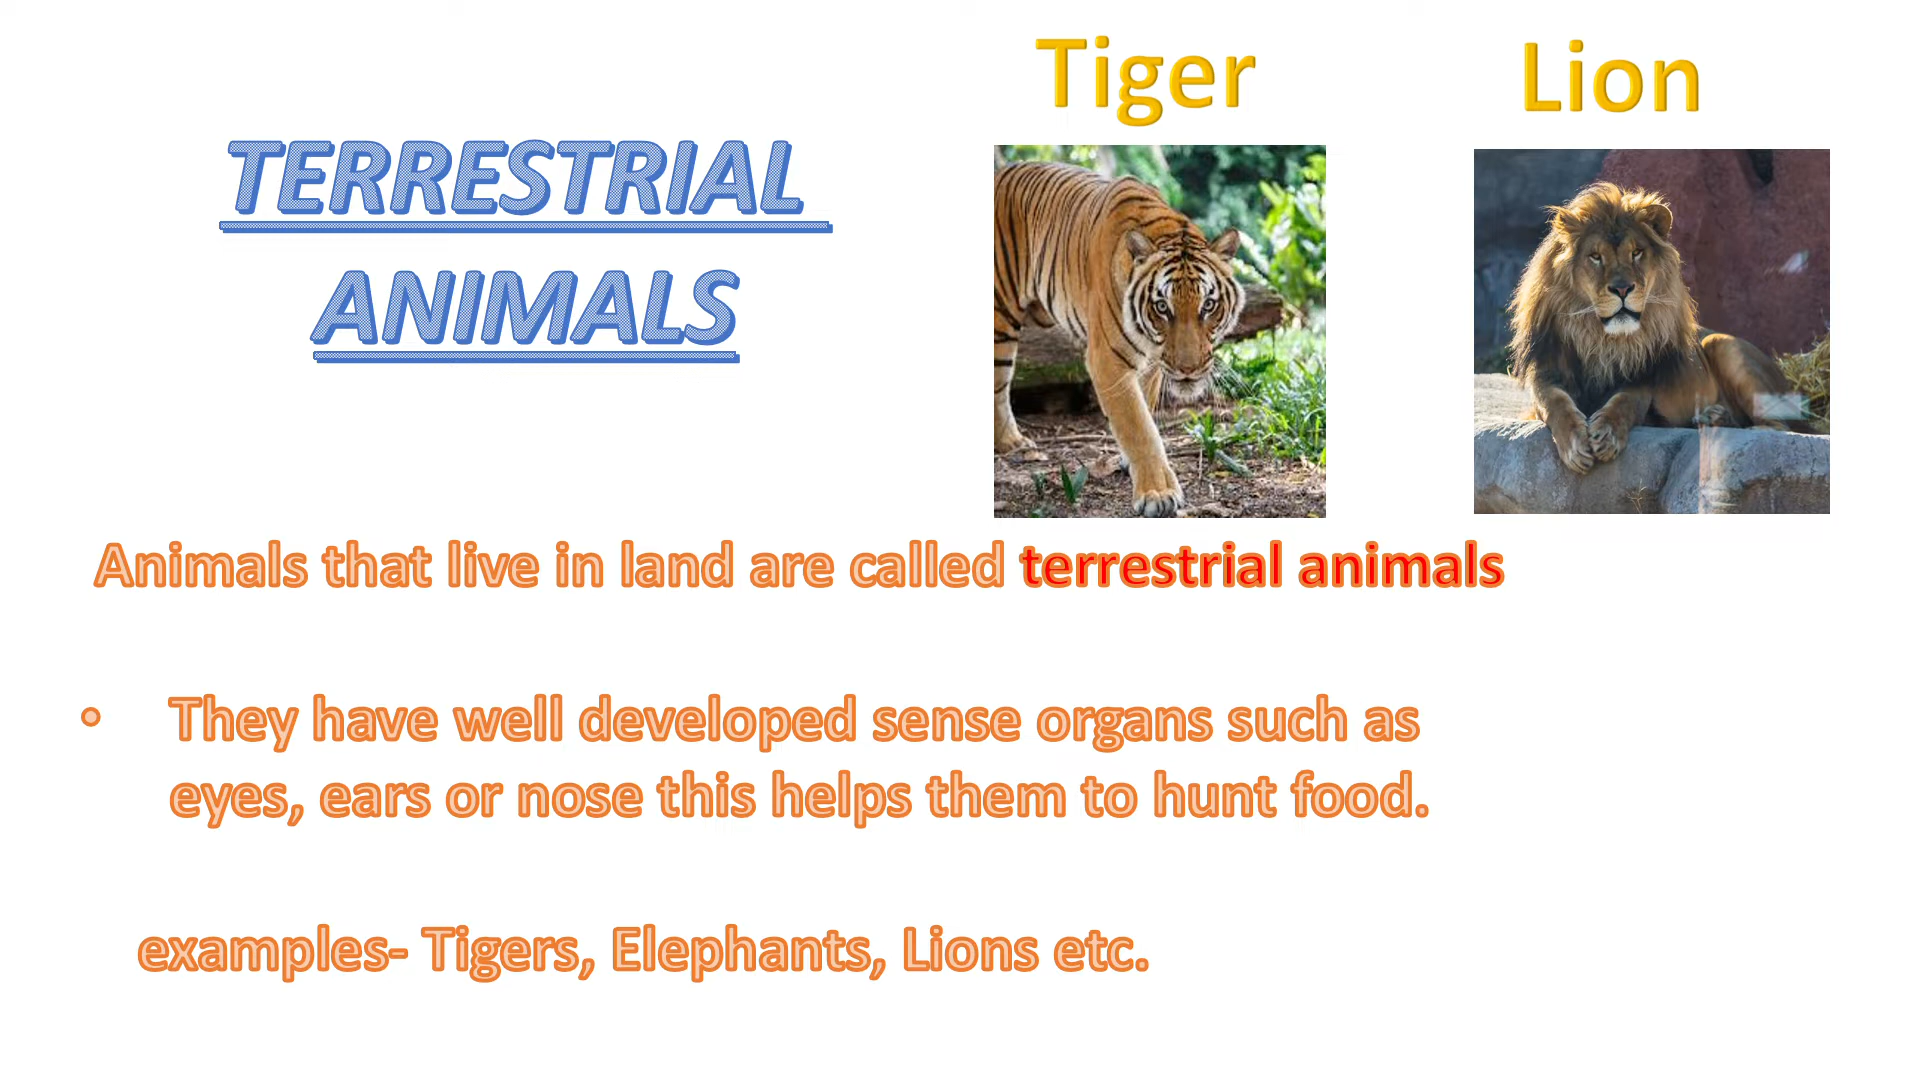 Tiger
Lion
TERRESTRIAL
ANIMALS
Animals that live in land are called terrestrial animals
• They have well developed sense organs such as
eyes, ears or nose this helps them to hunt food.
examples- Tigers, Elephants, Lions etc.